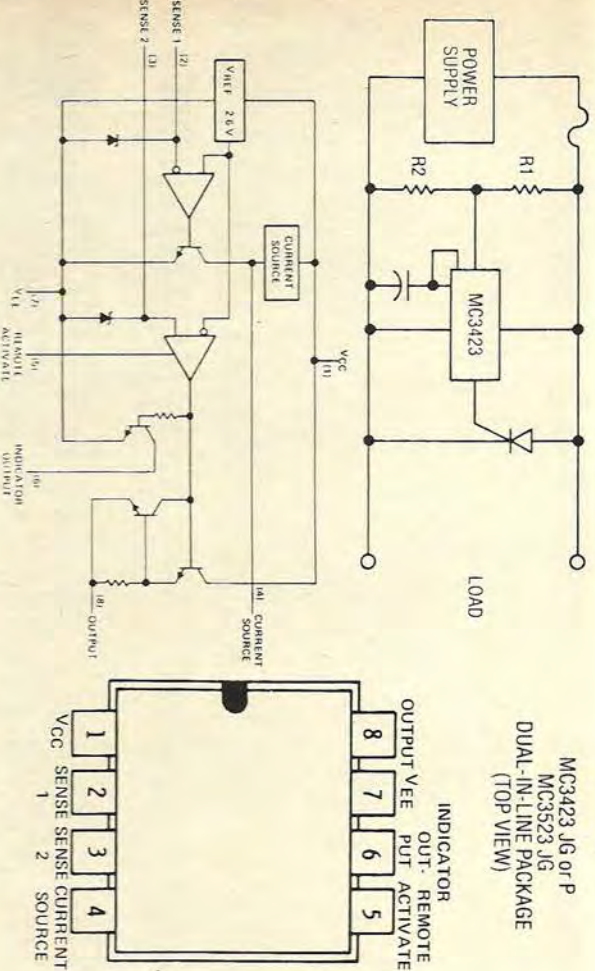 POWER
SUPPLY
R1
R2
MC3423
LOAD
SENSE 1 (2)
SENSE 2 (3)
VREF 2.6 V
CURRENT
SOURCE
VCC
(1)
(7)
VEE
(5)
REMOTE
ACTIVATE
(6)
INDICATOR
OUTPUT
(4) CURRENT
SOURCE
(8) OUTPUT
MC3423 JG or P
MC3523 JG
DUAL-IN-LINE PACKAGE
(TOP VIEW)
INDICATOR
OUT- REMOTE
OUTPUT VEE PUT ACTIVATE
8 7 6 5
1 2 3 4
VCC SENSE SENSE CURRENT
1 2 SOURCE